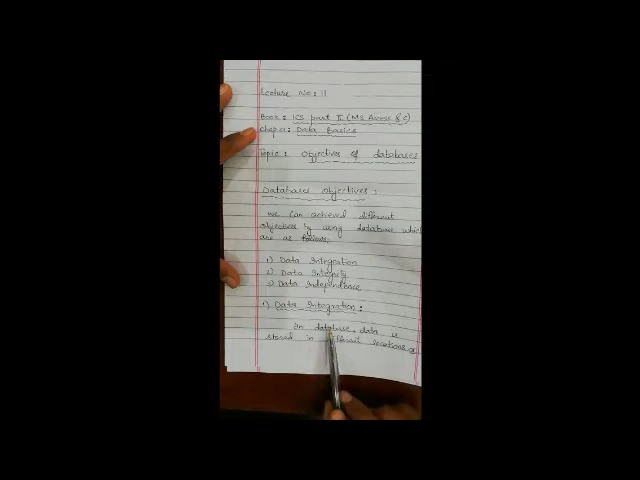 Lecture No: 11
Book: ICS part II (Ms Access & C)
Chapter: Data Basics
Topic: Objectives of databases
Database Objectives:
We can achieved different
objectives by using database which
are as follows.
1) Data Integration
2) Data Integrity
3) Data Independence
1) Data Integration:
In database, data is
stored in different locations